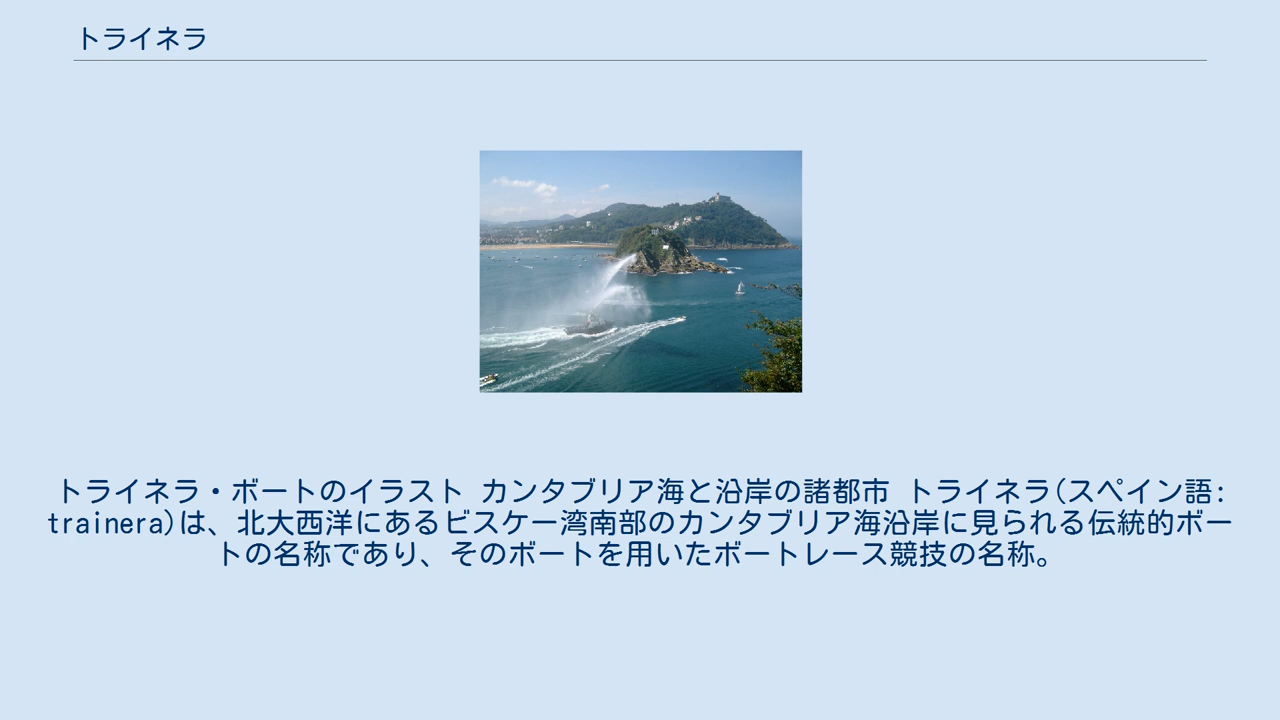 トライネラ
トライネラ・ボートのイラスト カンタブリア海と沿岸の諸都市 トライネラ(スペイン語:
trainera)は、北大西洋にあるビスケー湾南部のカンタブリア海沿岸に見られる伝統的ボー
トの名称であり、そのボートを用いたボートレース競技の名称。